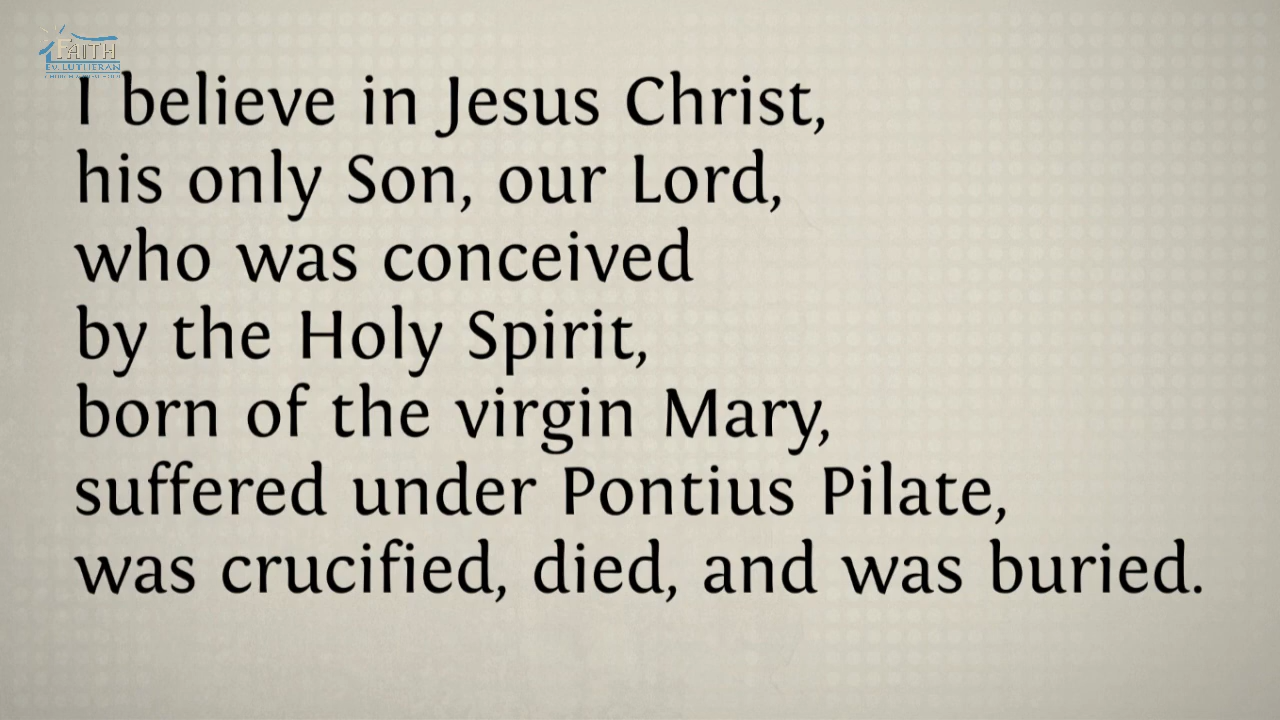 FAITH
EV. LUTHERAN
I believe in Jesus Christ,
his only Son, our Lord,
who was conceived
by the Holy Spirit,
born of the virgin Mary,
suffered under Pontius Pilate,
was crucified, died, and was buried.